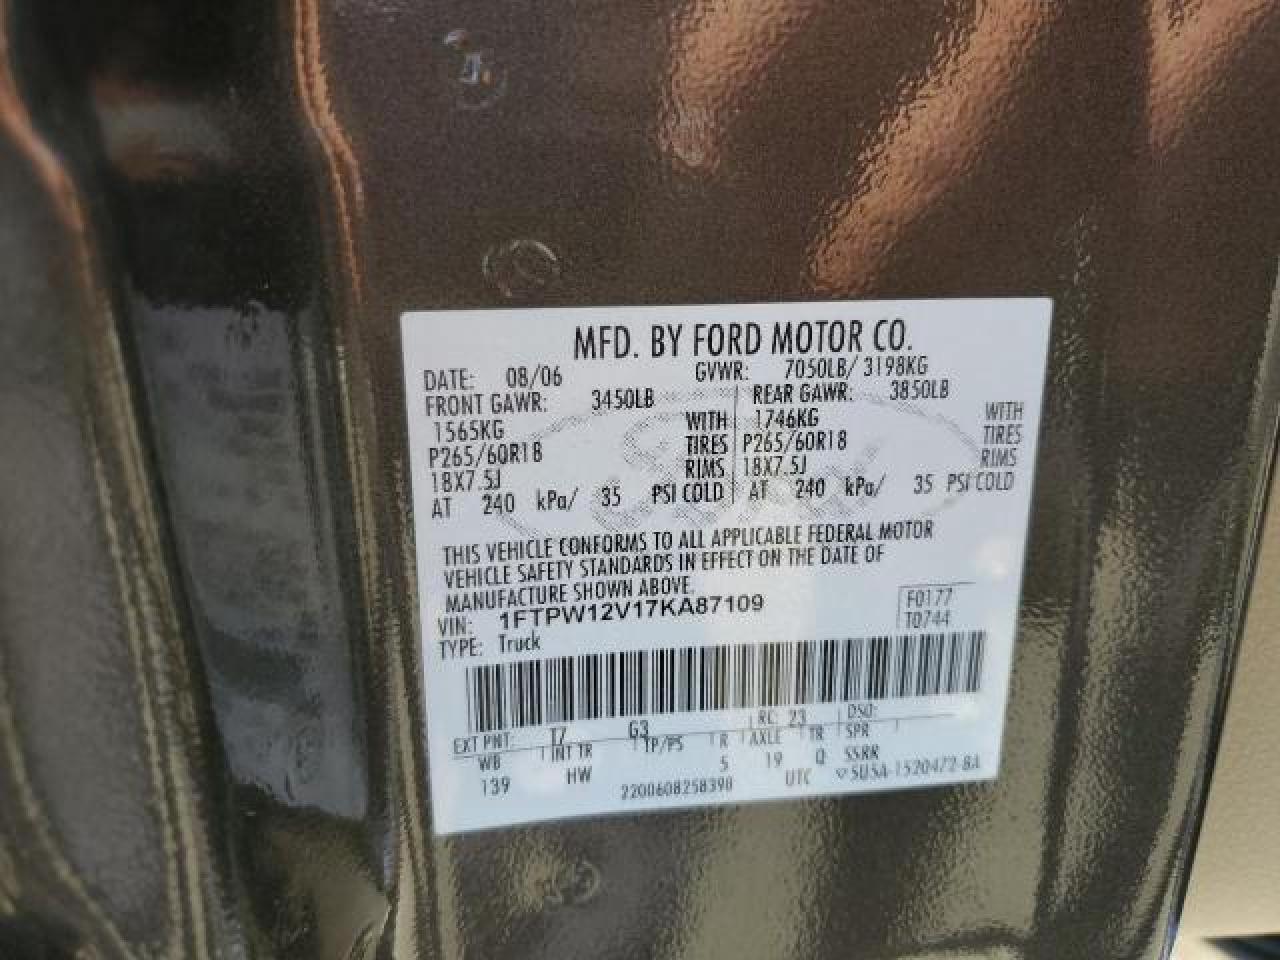 MFD. BY FORD MOTOR CO.
DATE: 08/06 GVWR: 7050LB/ 3198KG
FRONT GAWR: 3450LB REAR GAWR: 3850LB
1565KG WITH 1746KG WITH
P265/60R18 TIRES P265/60R18 TIRES
18X7.5J RIMS 18X7.5J RIMS
AT 240 kPa/ 35 PSI COLD AT 240 kPa/ 35 PSI COLD
THIS VEHICLE CONFORMS TO ALL APPLICABLE FEDERAL MOTOR
VEHICLE SAFETY STANDARDS IN EFFECT ON THE DATE OF
MANUFACTURE SHOWN ABOVE.
VIN: 1FTPW12V17KA87109 F0177
TYPE: Truck T0744
EXT PNT: T7 G3 RC: 23 DSO:
WB INT TR TP/PS R AXLE TR SPR
139 HW 5 19 Q SSRR
2200608258398 UTC ▽5U5A-1520472-BA